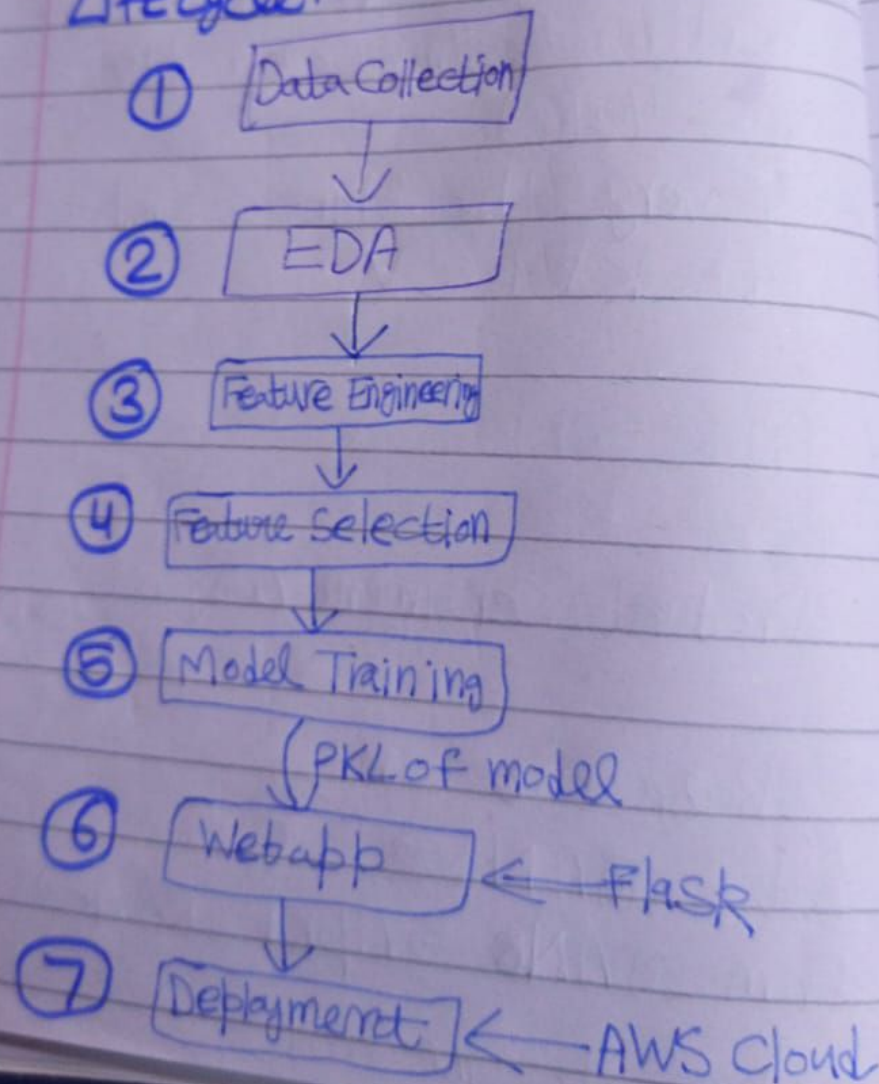 Lifecycle
① Data Collection
② EDA
③ Feature Engineering
④ Feature Selection
⑤ Model Training
PKL of model
⑥ Webapp ← Flask
⑦ Deployment ← AWS Cloud